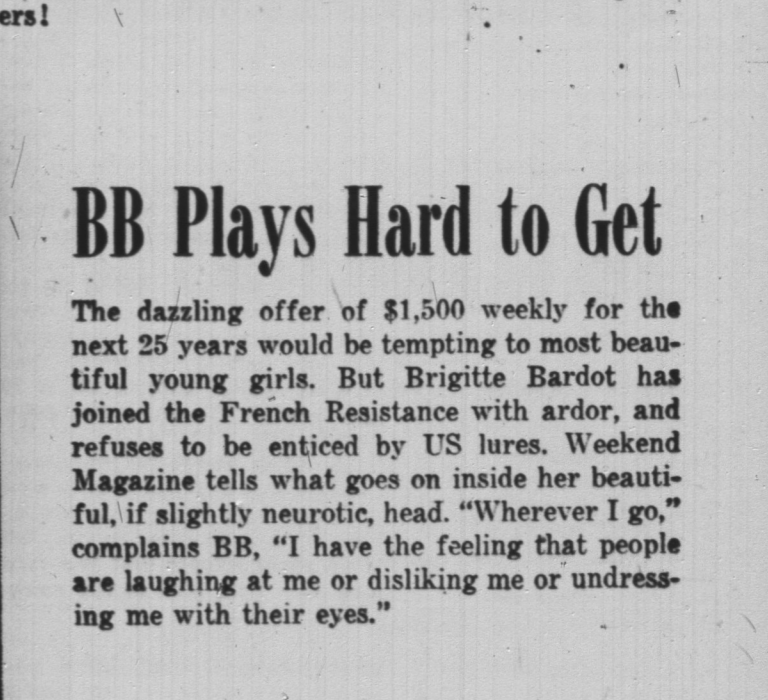 ers!
BB Plays Hard to Get
The dazzling offer of $1,500 weekly for the
next 25 years would be tempting to most beau-
tiful young girls. But Brigitte Bardot has
joined the French Resistance with ardor, and
refuses to be enticed by US lures. Weekend
Magazine tells what goes on inside her beauti-
ful, if slightly neurotic, head. “Wherever I go,”
complains BB, “I have the feeling that people
are laughing at me or disliking me or undress-
ing me with their eyes.”